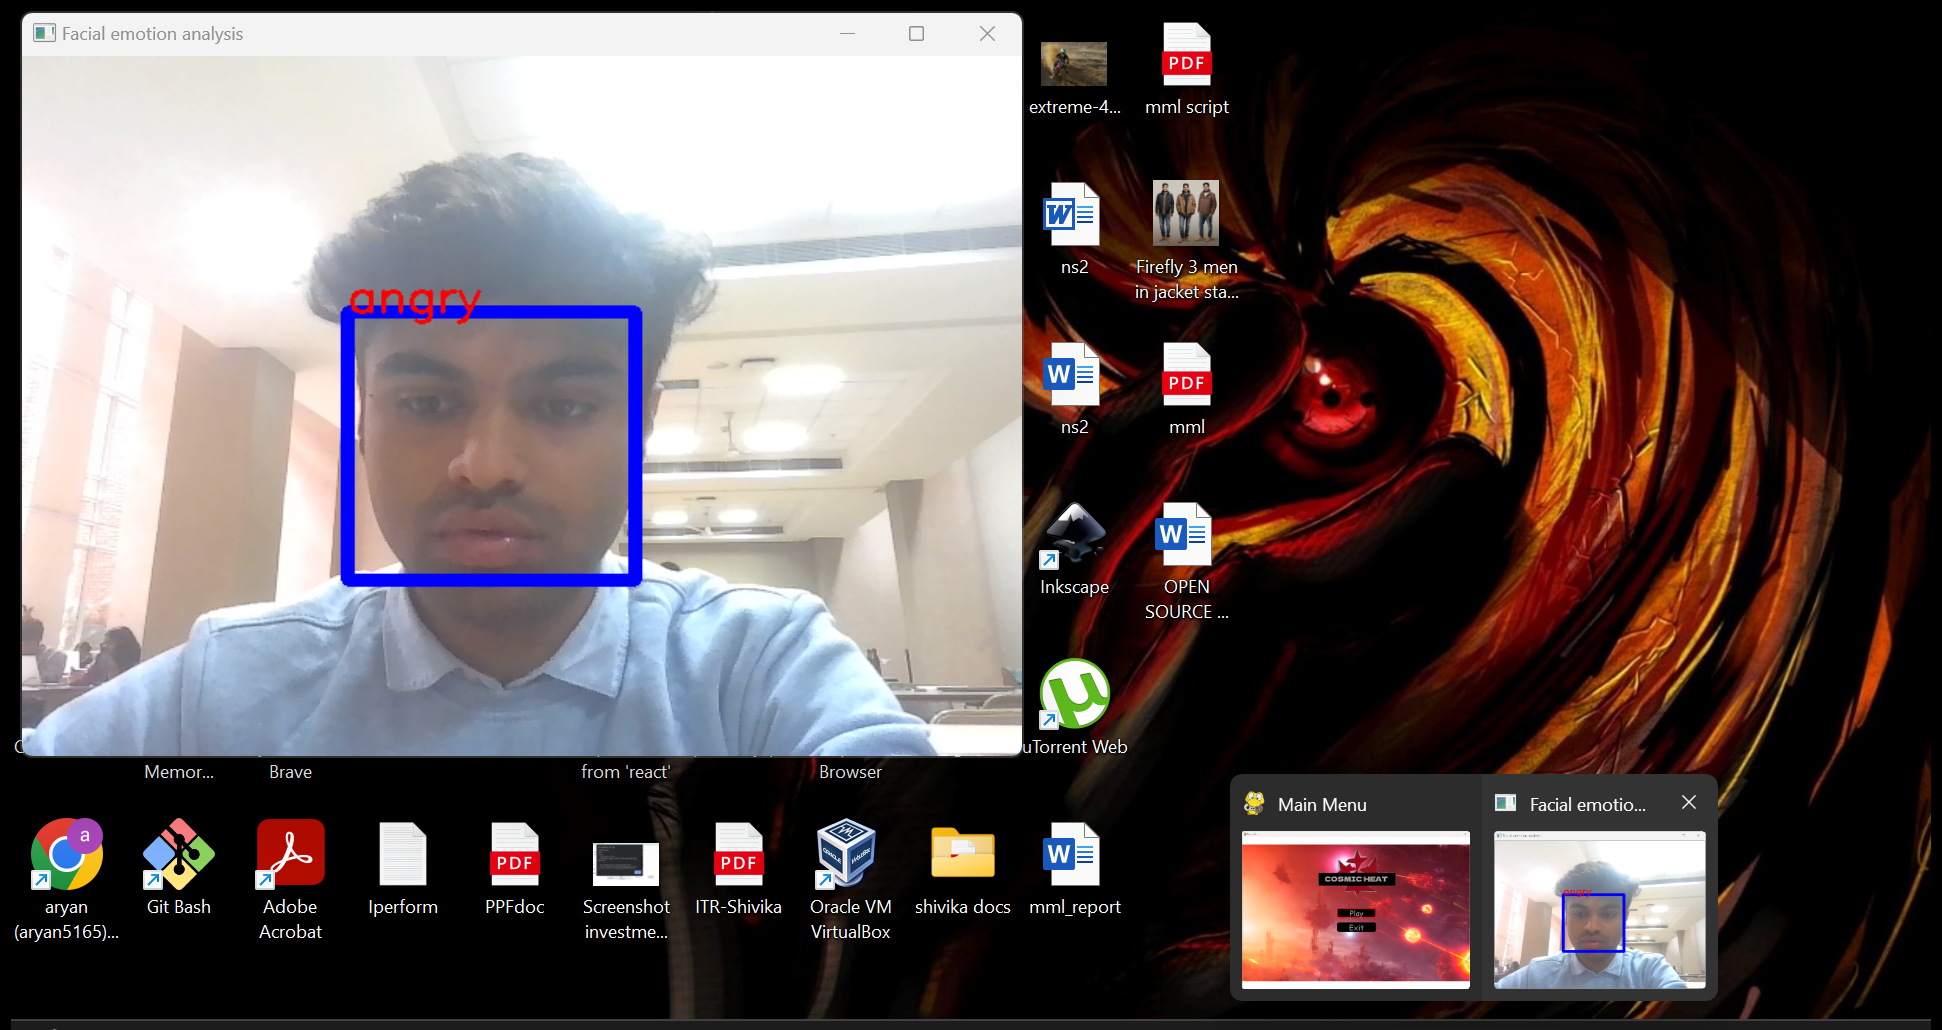 Facial emotion analysis
angry
extreme-4...
mml script
ns2
Firefly 3 men
in jacket sta...
ns2
mml
Inkscape
OPEN
SOURCE ...
uTorrent Web
Memor...
Brave
from 'react'
Browser
aryan
(aryan5165)...
Git Bash
Adobe
Acrobat
Iperform
PPFdoc
Screenshot
investme...
ITR-Shivika
Oracle VM
VirtualBox
shivika docs
mml_report
PDF
PDF
PDF
PDF
W
W
W
W
a
Main Menu
Facial emotio...
COSMIC HEAT
Play
Exit
angry